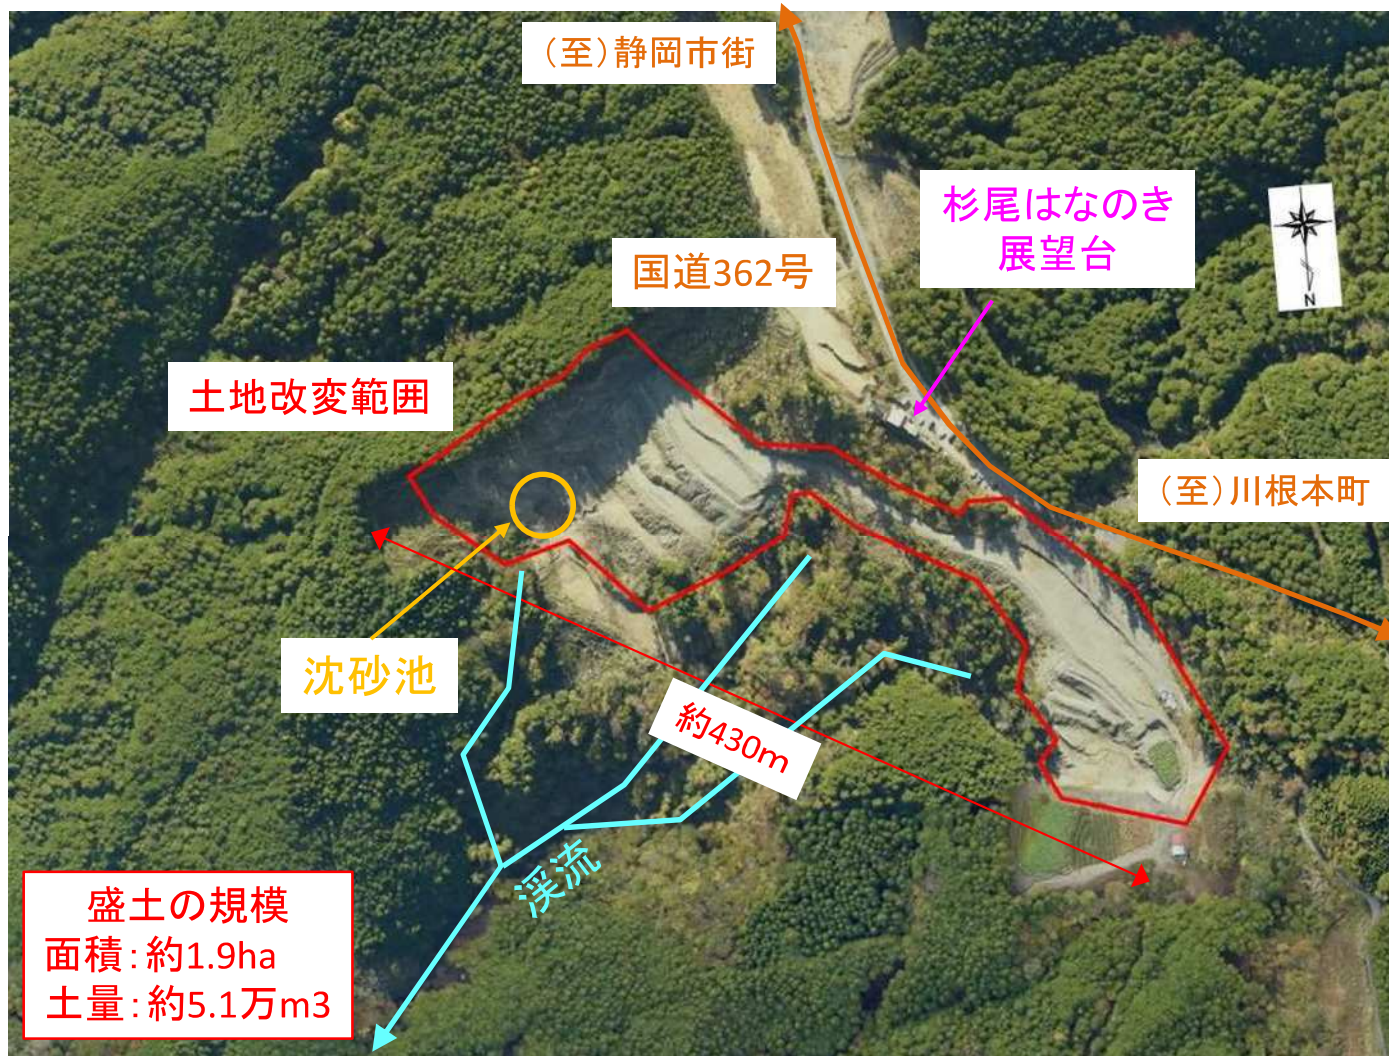 （至）静岡市街
杉尾はなのき
展望台
国道362号
N
土地改変範囲
（至）川根本町
沈砂池
約430m
渓流
盛土の規模
面積：約1.9ha
土量：約5.1万m3